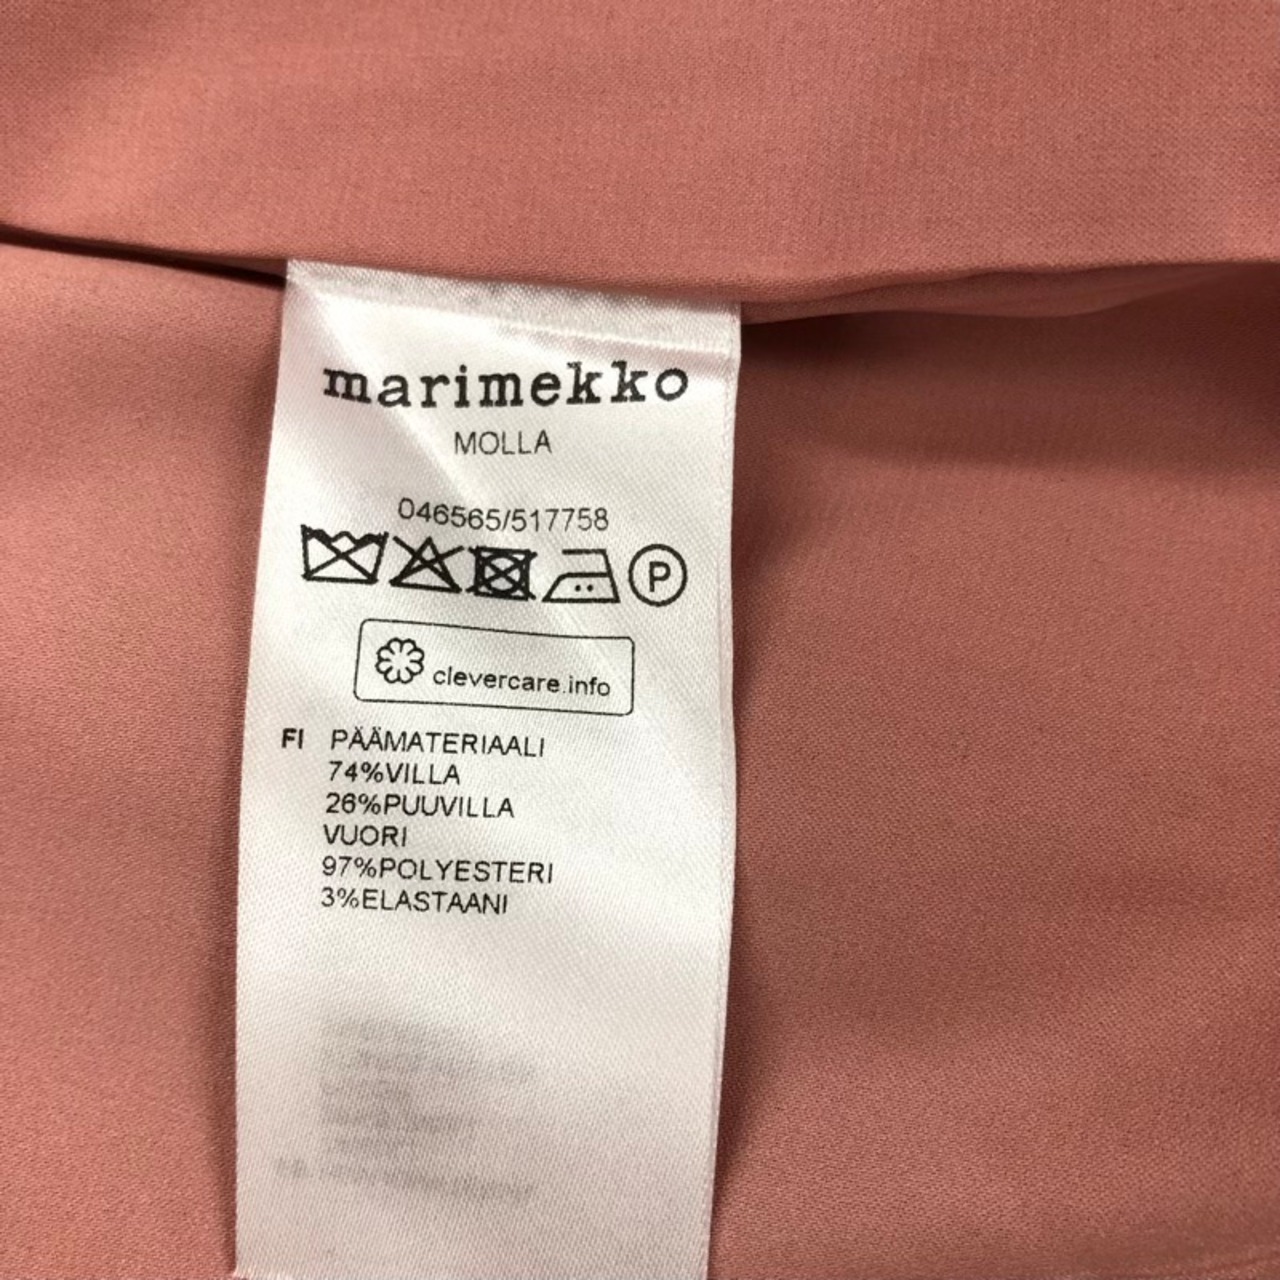 marimekko
MOLLA
046565/517758
P
clevercare.info
FI PÄÄMATERIAALI
74%VILLA
26%PUUVILLA
VUORI
97%POLYESTERI
3%ELASTAANI